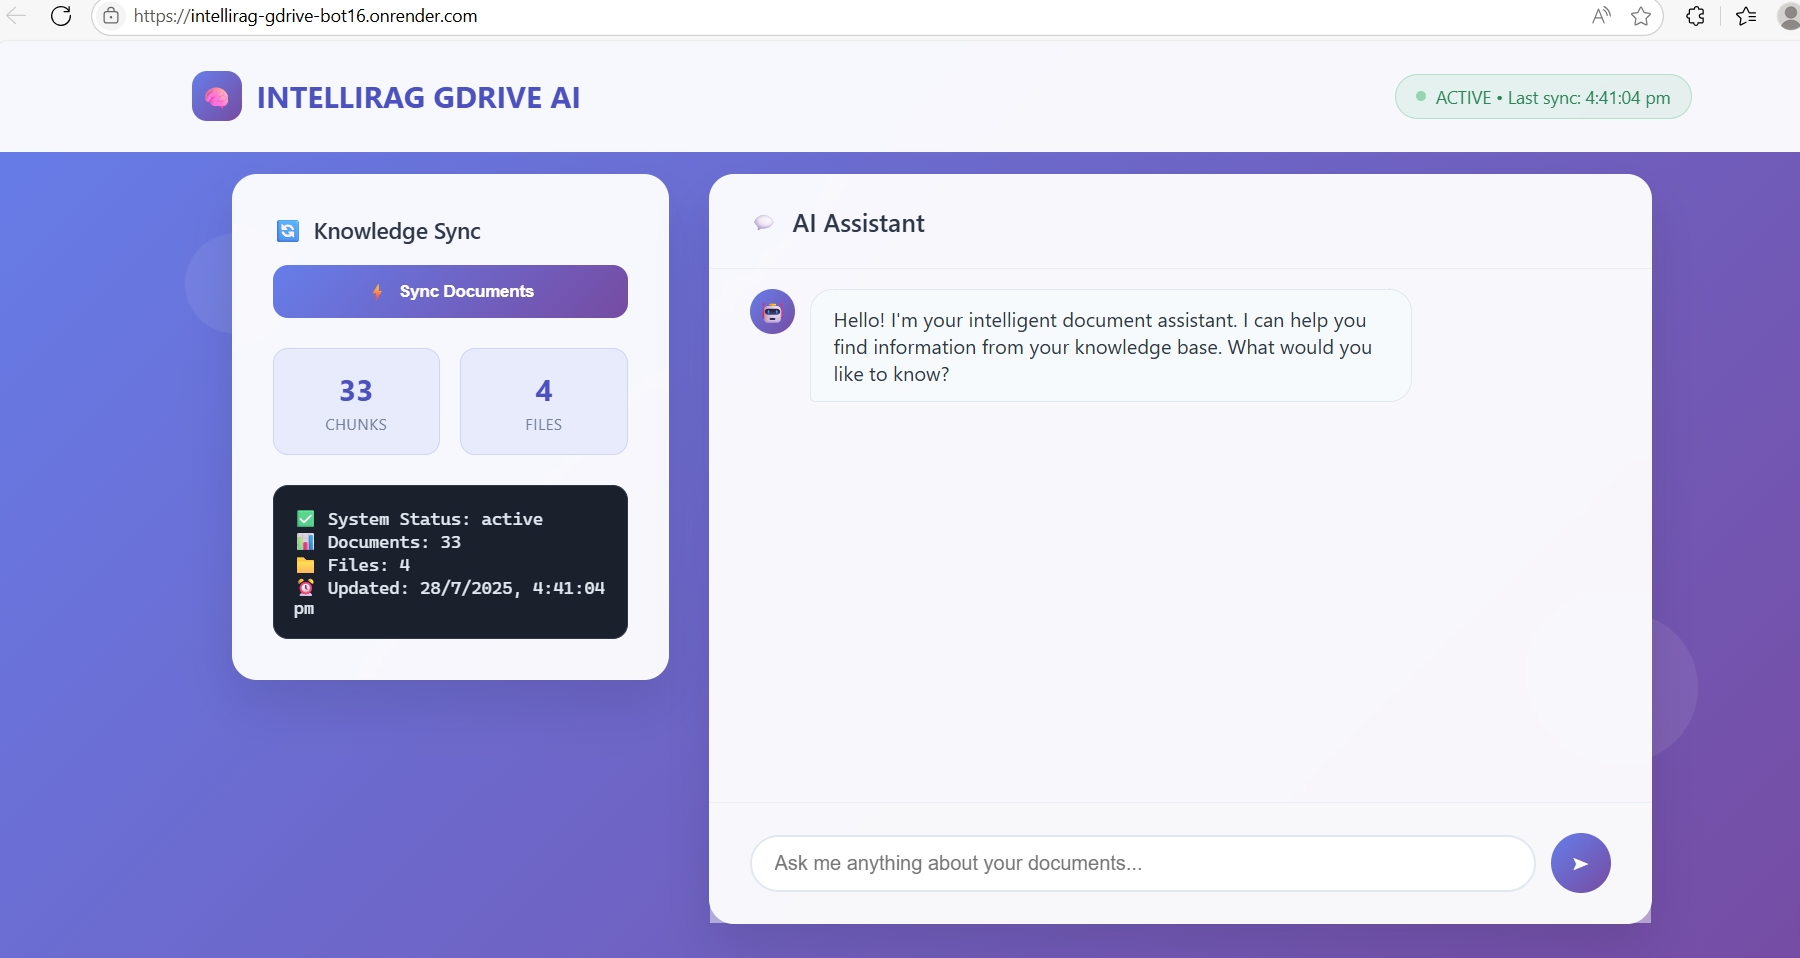 https://intellirag-gdrive-bot16.onrender.com
INTELLIRAG GDRIVE AI
ACTIVE • Last sync: 4:41:04 pm
Knowledge Sync
Sync Documents
33
CHUNKS
4
FILES
System Status: active
Documents: 33
Files: 4
Updated: 28/7/2025, 4:41:04
pm
AI Assistant
Hello! I'm your intelligent document assistant. I can help you
find information from your knowledge base. What would you
like to know?
Ask me anything about your documents...